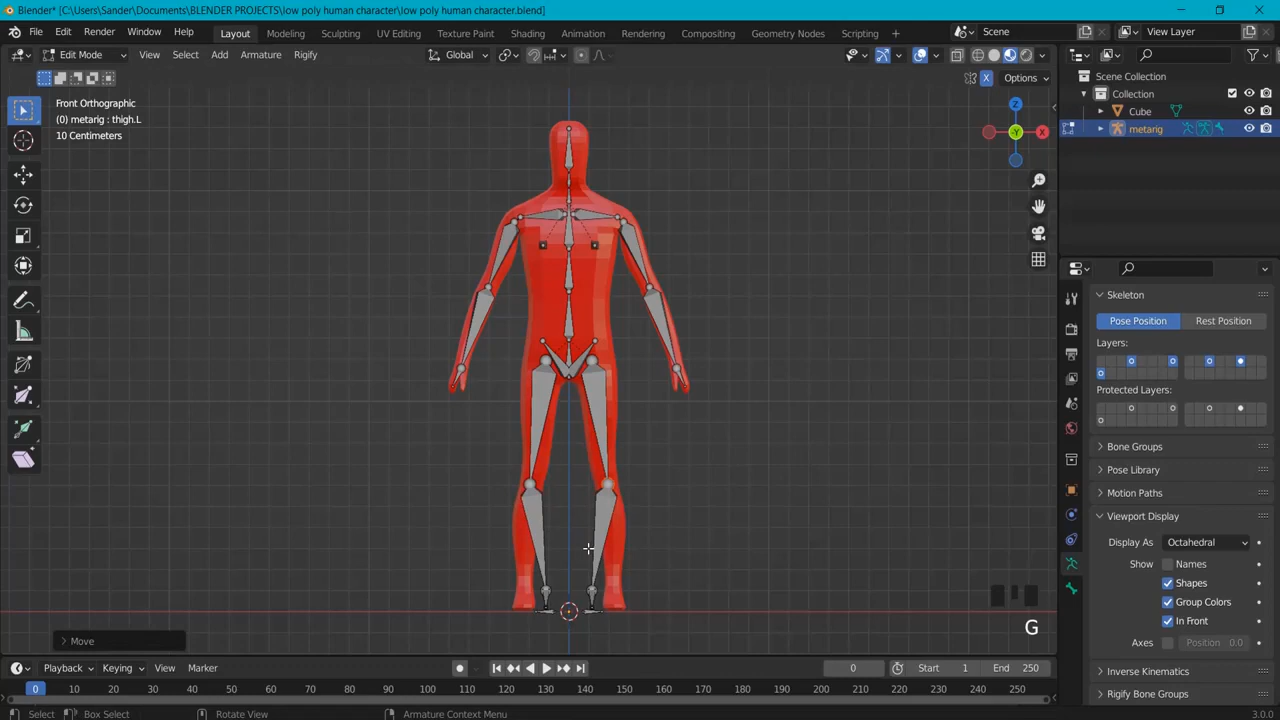 Blender* [C:\Users\Sander\Documents\BLENDER PROJECTS\low poly human character\low poly human character.blend]
File Edit Render Window Help Layout Modeling Sculpting UV Editing Texture Paint Shading Animation Rendering Compositing Geometry Nodes Scripting + Scene View Layer
Edit Mode View Select Add Armature Rigify Global
X Options
Front Orthographic
(0) metarig : thigh.L
10 Centimeters
Z
-Y
X
Scene Collection
Collection
Cube
metarig
Skeleton
Pose Position Rest Position
Layers:
Protected Layers:
Bone Groups
Pose Library
Motion Paths
Viewport Display
Display As Octahedral
Show Names
Shapes
Group Colors
In Front
Axes Position 0.0
Inverse Kinematics
Rigify Bone Groups
G
Move
Playback Keying View Marker 0 Start 1 End 250
0 10 20 30 40 50 60 70 80 90 100 110 120 130 140 150 160 170 180 190 200 210 220 230 240 250
Select Box Select Rotate View Armature Context Menu 3.0.0